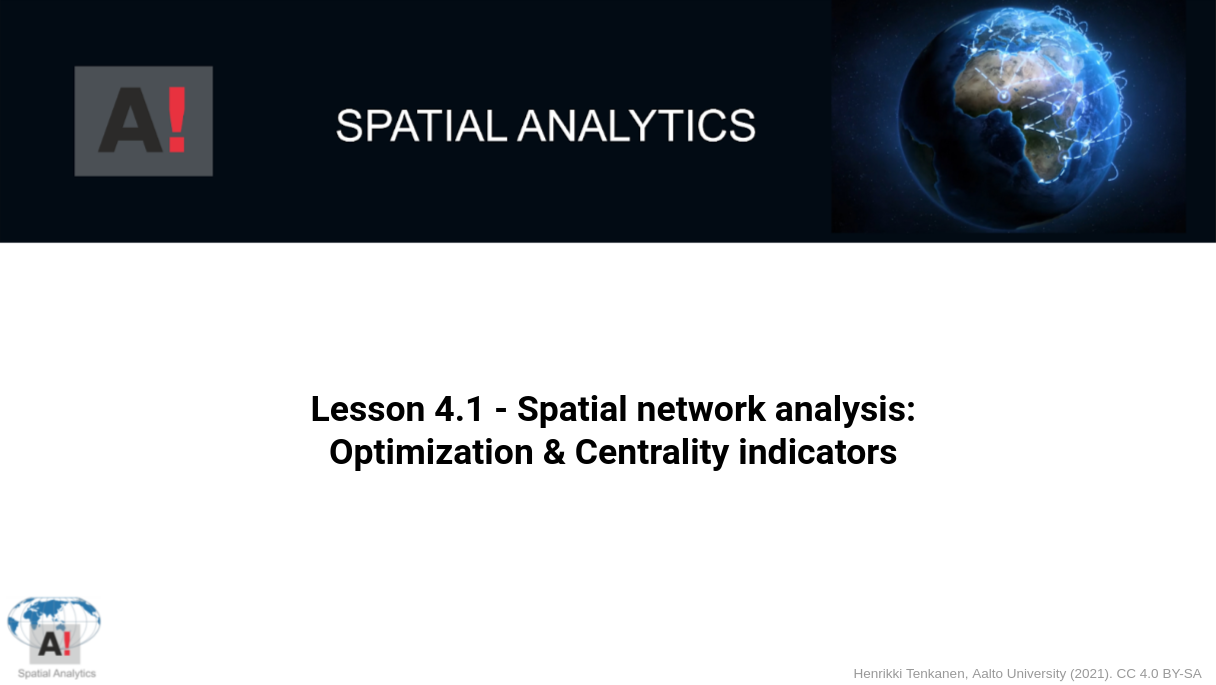 A!
SPATIAL ANALYTICS
Lesson 4.1 - Spatial network analysis:
Optimization & Centrality indicators
A!
Spatial Analytics
Henrikki Tenkanen, Aalto University (2021). CC 4.0 BY-SA